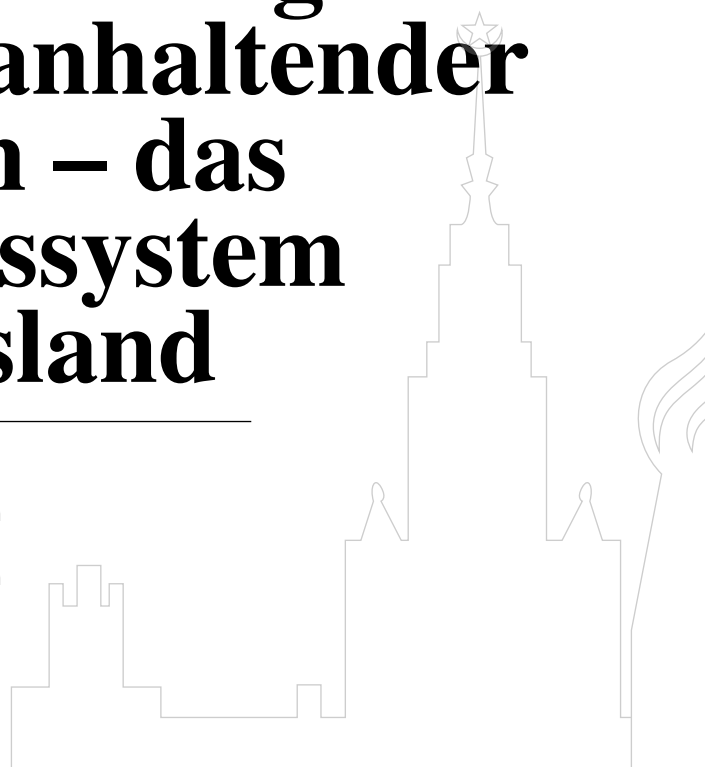 anhaltender
– das
ssystem
sland